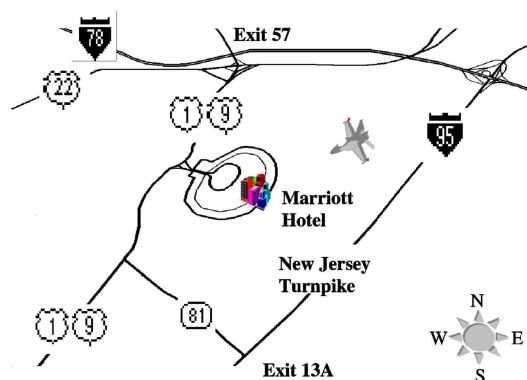 Exit 57
78
22
1 9
95
Marriott
Hotel
New Jersey
Turnpike
N
81
1 9
W E
Exit 13A
S